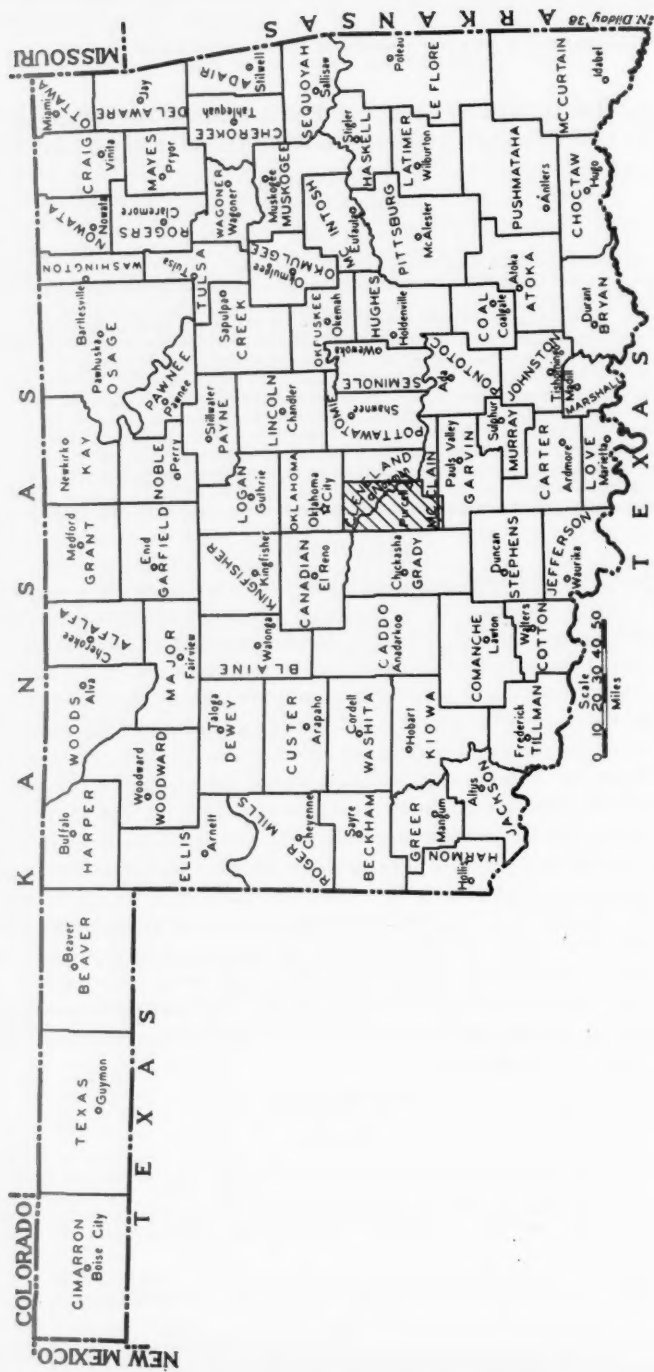 COLORADO
NEW MEXICO
KANSAS
MISSOURI
ARKANSAS
TEXAS
TEXAS
CIMARRON
Boise City
TEXAS
Guymon
BEAVER
Beaver
HARPER
Buffalo
WOODS
Alva
ALFALFA
Cherokee
GRANT
Medford
KAY
Newkirk
OSAGE
Pawhuska
WASHINGTON
Bartlesville
NOWATA
Nowata
CRAIG
Vinita
OTTAWA
Miami
ELLIS
Arnett
WOODWARD
Woodward
MAJOR
Fairview
GARFIELD
Enid
NOBLE
Perry
PAWNEE
Pawnee
TULSA
Tulsa
ROGERS
Claremore
MAYES
Pryor
DELAWARE
Jay
ROGER MILLS
Cheyenne
DEWEY
Taloga
BLAINE
Watonga
KINGFISHER
Kingfisher
LOGAN
Guthrie
PAYNE
Stillwater
CREEK
Sapulpa
WAGONER
Wagoner
CHEROKEE
Tahlequah
ADAIR
Stilwell
CUSTER
Arapaho
CANADIAN
El Reno
OKLAHOMA
Oklahoma City
LINCOLN
Chandler
OKFUSKEE
Okemah
OKMULGEE
Okmulgee
MUSKOGEE
Muskogee
SEQUOYAH
Sallisaw
BECKHAM
Sayre
WASHITA
Cordell
CADDO
Anadarko
GRADY
Chickasha
CLEVELAND
Norman
MC CLAIN
Purcell
POTTAWATOMIE
Shawnee
SEMINOLE
Wewoka
HUGHES
Holdenville
MC INTOSH
Eufaula
HASKELL
Stigler
GREER
Mangum
HARMON
Hollis
JACKSON
Altus
KIOWA
Hobart
COMANCHE
Lawton
GARVIN
Pauls Valley
PONTOTOC
Ada
PITTSBURG
McAlester
LATIMER
Wilburton
LE FLORE
Poteau
TILLMAN
Frederick
COTTON
Walters
STEPHENS
Duncan
MURRAY
Sulphur
COAL
Coalgate
ATOKA
Atoka
PUSHMATAHA
Antlers
MC CURTAIN
Idabel
JEFFERSON
Waurika
CARTER
Ardmore
JOHNSTON
Tishomingo
LOVE
Marietta
MARSHALL
Madill
BRYAN
Durant
CHOCTAW
Hugo
Scale
0 10 20 30 40 50
Miles
N. Dilday '38